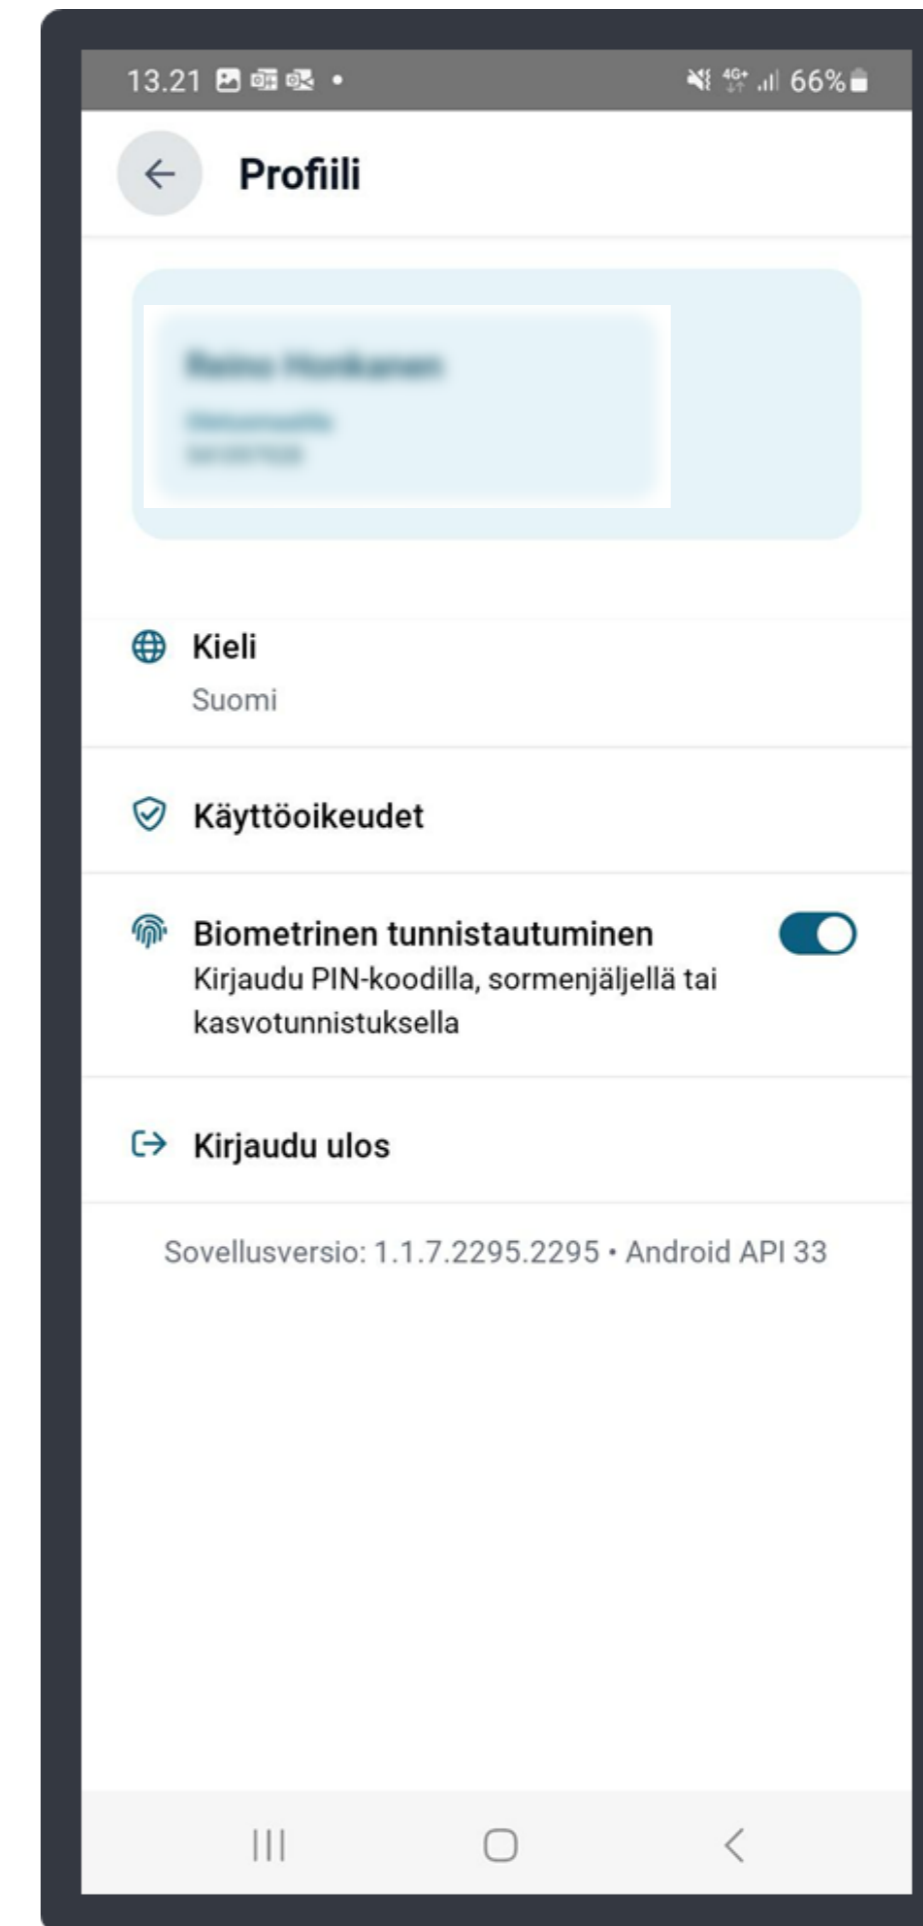 13.21 4G+ 66%
Profiili
Kieli
Suomi
Käyttöoikeudet
Biometrinen tunnistautuminen
Kirjaudu PIN-koodilla, sormenjäljellä tai
kasvotunnistuksella
Kirjaudu ulos
Sovellusversio: 1.1.7.2295.2295 • Android API 33